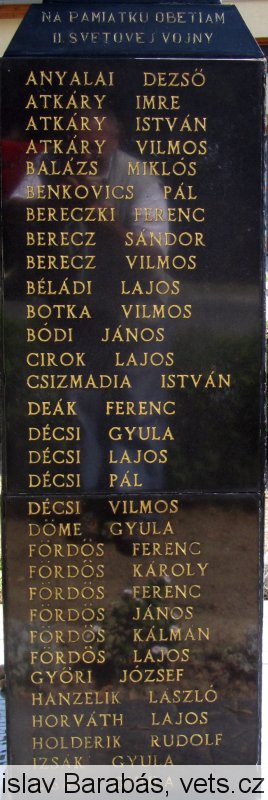 NA PAMIATKU OBETIAM
II. SVETOVEJ VOJNY
ANYALAI DEZSŐ
ATKÁRY IMRE
ATKÁRY ISTVÁN
ATKÁRY VILMOS
BALÁZS MIKLÓS
BENKOVICS PÁL
BERECZKI FERENC
BERECZ SÁNDOR
BERECZ VILMOS
BÉLÁDI LAJOS
BOTKA VILMOS
BÓDI JÁNOS
CIROK LAJOS
CSIZMADIA ISTVÁN
DEÁK FERENC
DÉCSI GYULA
DÉCSI LAJOS
DÉCSI PÁL
DÉCSI VILMOS
DÖME GYULA
FÖRDŐS FERENC
FÖRDŐS KÁROLY
FÖRDŐS FERENC
FÖRDŐS JÁNOS
FÖRDŐS KÁLMÁN
FÖRDŐS LAJOS
GYŐRI JÓZSEF
HANZELIK LÁSZLÓ
HORVÁTH LAJOS
HOLDERIK RUDOLF
IZSÁK GYULA
islav Barabás, vets.cz